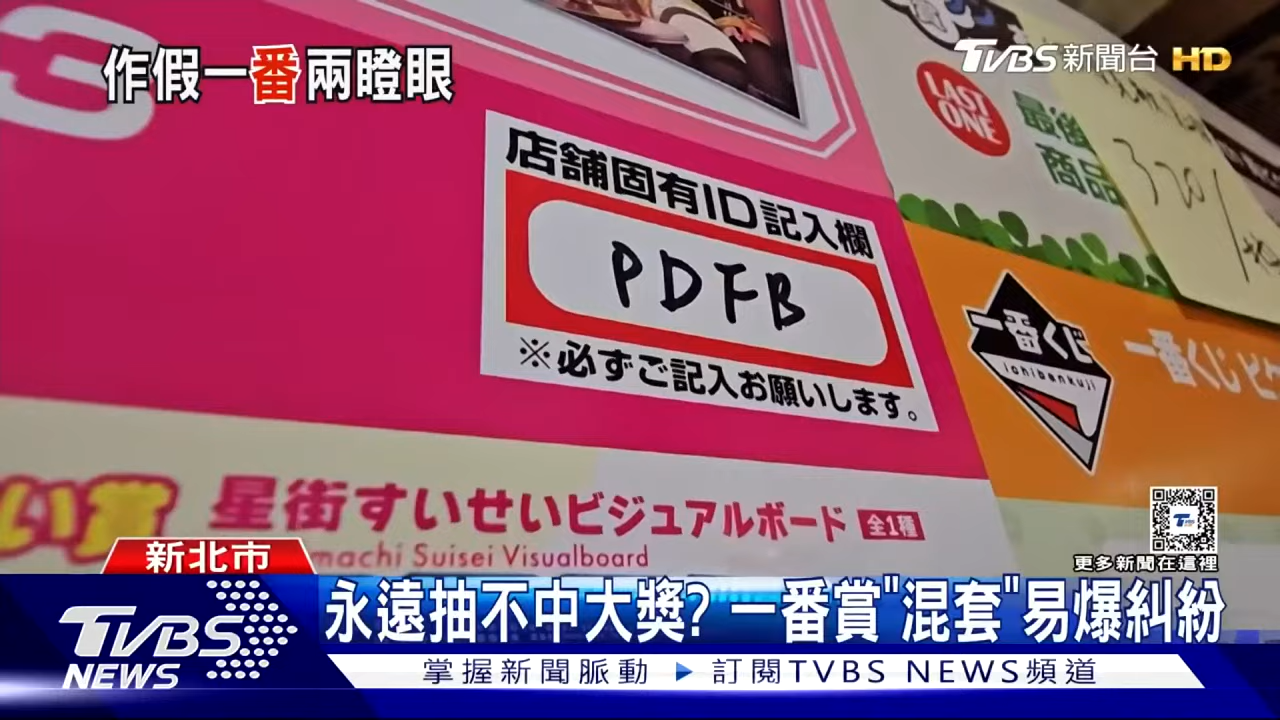 作假一番兩瞪眼
TVBS新聞台 HD
LAST
ONE
最後
商品
320/
店舗固有ID記入欄
PDFB
※必ずご記入お願いします。
一番くじ
ichibankuji
一番くじ ピ
い賞 星街すいせいビジュアルボード 全1種
machi Suisei Visualboard
更多新聞在這裡
新北市
TVBS
NEWS
永遠抽不中大獎? 一番賞"混套"易爆糾紛
掌握新聞脈動 ▶ 訂閱TVBS NEWS頻道